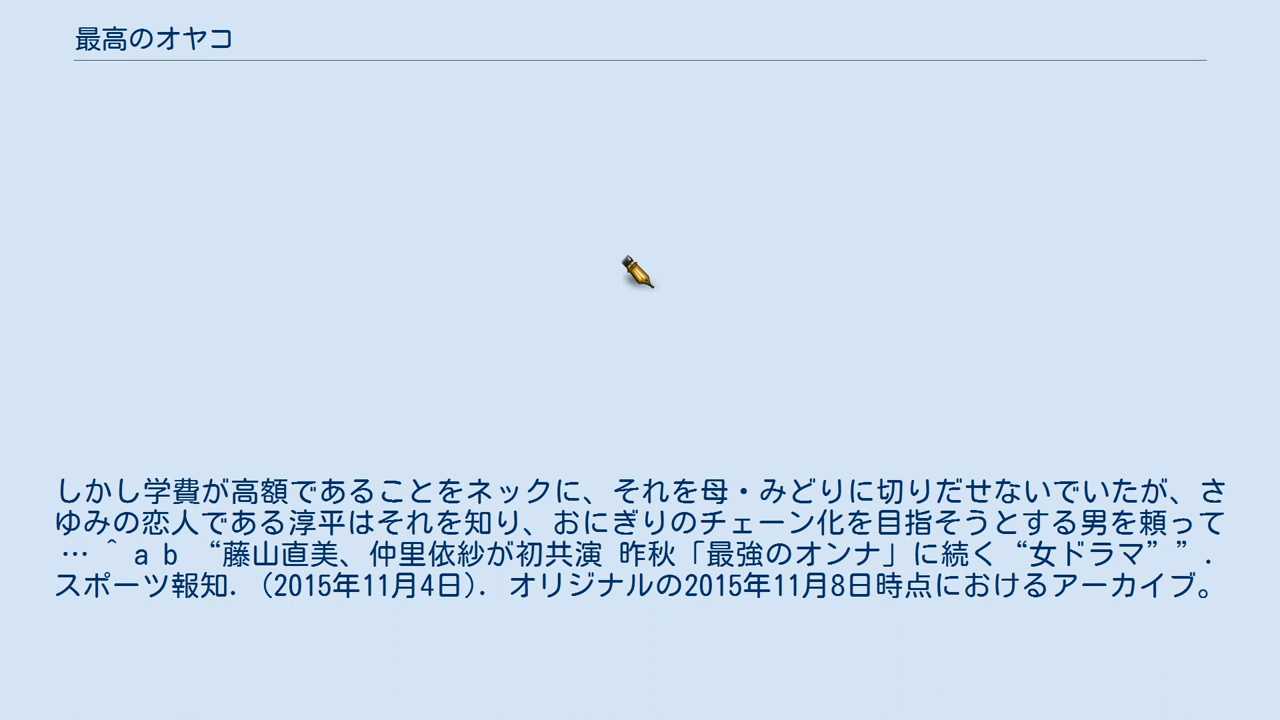 最高のオヤコ
しかし学費が高額であることをネックに、それを母・みどりに切りだせないでいたが、さ
ゆみの恋人である淳平はそれを知り、おにぎりのチェーン化を目指そうとする男を頼って
… ^ a b “藤山直美、仲里依紗が初共演 昨秋「最強のオンナ」に続く“女ドラマ””.
スポーツ報知. (2015年11月4日). オリジナルの2015年11月8日時点におけるアーカイブ。